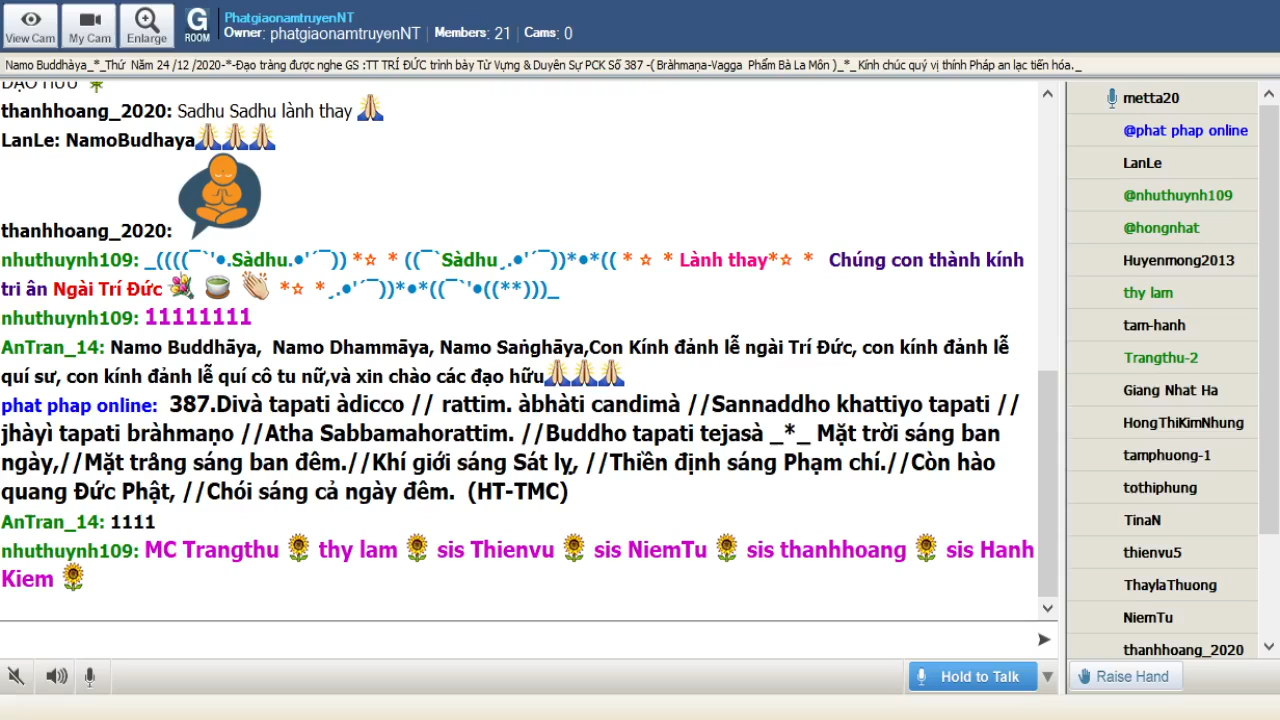 View Cam
My Cam
Enlarge
G
ROOM
PhatgiaonamtruyenNT
Owner: phatgiaonamtruyenNT | Members: 21 | Cams: 0
Namo Buddhàya_*_Thứ Năm 24 /12 /2020-*-Đạo tràng được nghe GS :TT TRÍ ĐỨC trình bày Từ Vựng & Duyên Sự PCK Số 387 -( Bràhmaṇa-Vagga Phẩm Bà La Môn )_*_Kính chúc quý vị thính Pháp an lạc tiến hóa._
thanhhoang_2020: Sadhu Sadhu lành thay 🙏
LanLe: NamoBudhaya🙏🙏🙏
thanhhoang_2020:
nhuthuynh109: _((((¯`'•.Sàdhu.•'´¯)) *☆ * ((¯`Sàdhu¸.•'´¯))*•*(( * ☆ * Lành thay*☆ * Chúng con thành kính
tri ân Ngài Trí Đức 💐 🍵 👏 *☆ *¸.•'´¯))*•*((¯`'•((**)))_
nhuthuynh109: 11111111
AnTran_14: Namo Buddhāya, Namo Dhammāya, Namo Saṅghāya,Con Kính đảnh lễ ngài Trí Đức, con kính đảnh lễ
quí sư, con kính đảnh lễ quí cô tu nữ,và xin chào các đạo hữu🙏🙏🙏
phat phap online: 387.Divà tapati àdicco // rattim. àbhàti candimà //Sannaddho khattiyo tapati //
jhàyì tapati bràhmaṇo //Atha Sabbamahorattim. //Buddho tapati tejasà _*_ Mặt trời sáng ban
ngày,//Mặt trăng sáng ban đêm.//Khí giới sáng Sát lỵ, //Thiền định sáng Phạm chí.//Còn hào
quang Đức Phật, //Chói sáng cả ngày đêm. (HT-TMC)
AnTran_14: 1111
nhuthuynh109: MC Trangthu 🌻 thy lam 🌻 sis Thienvu 🌻 sis NiemTu 🌻 sis thanhhoang 🌻 sis Hanh
Kiem 🌻
Hold to Talk
metta20
@phat phap online
LanLe
@nhuthuynh109
@hongnhat
Huyenmong2013
thy lam
tam-hanh
Trangthu-2
Giang Nhat Ha
HongThiKimNhung
tamphuong-1
tothiphung
TinaN
thienvu5
ThaylaThuong
NiemTu
thanhhoang_2020
Raise Hand